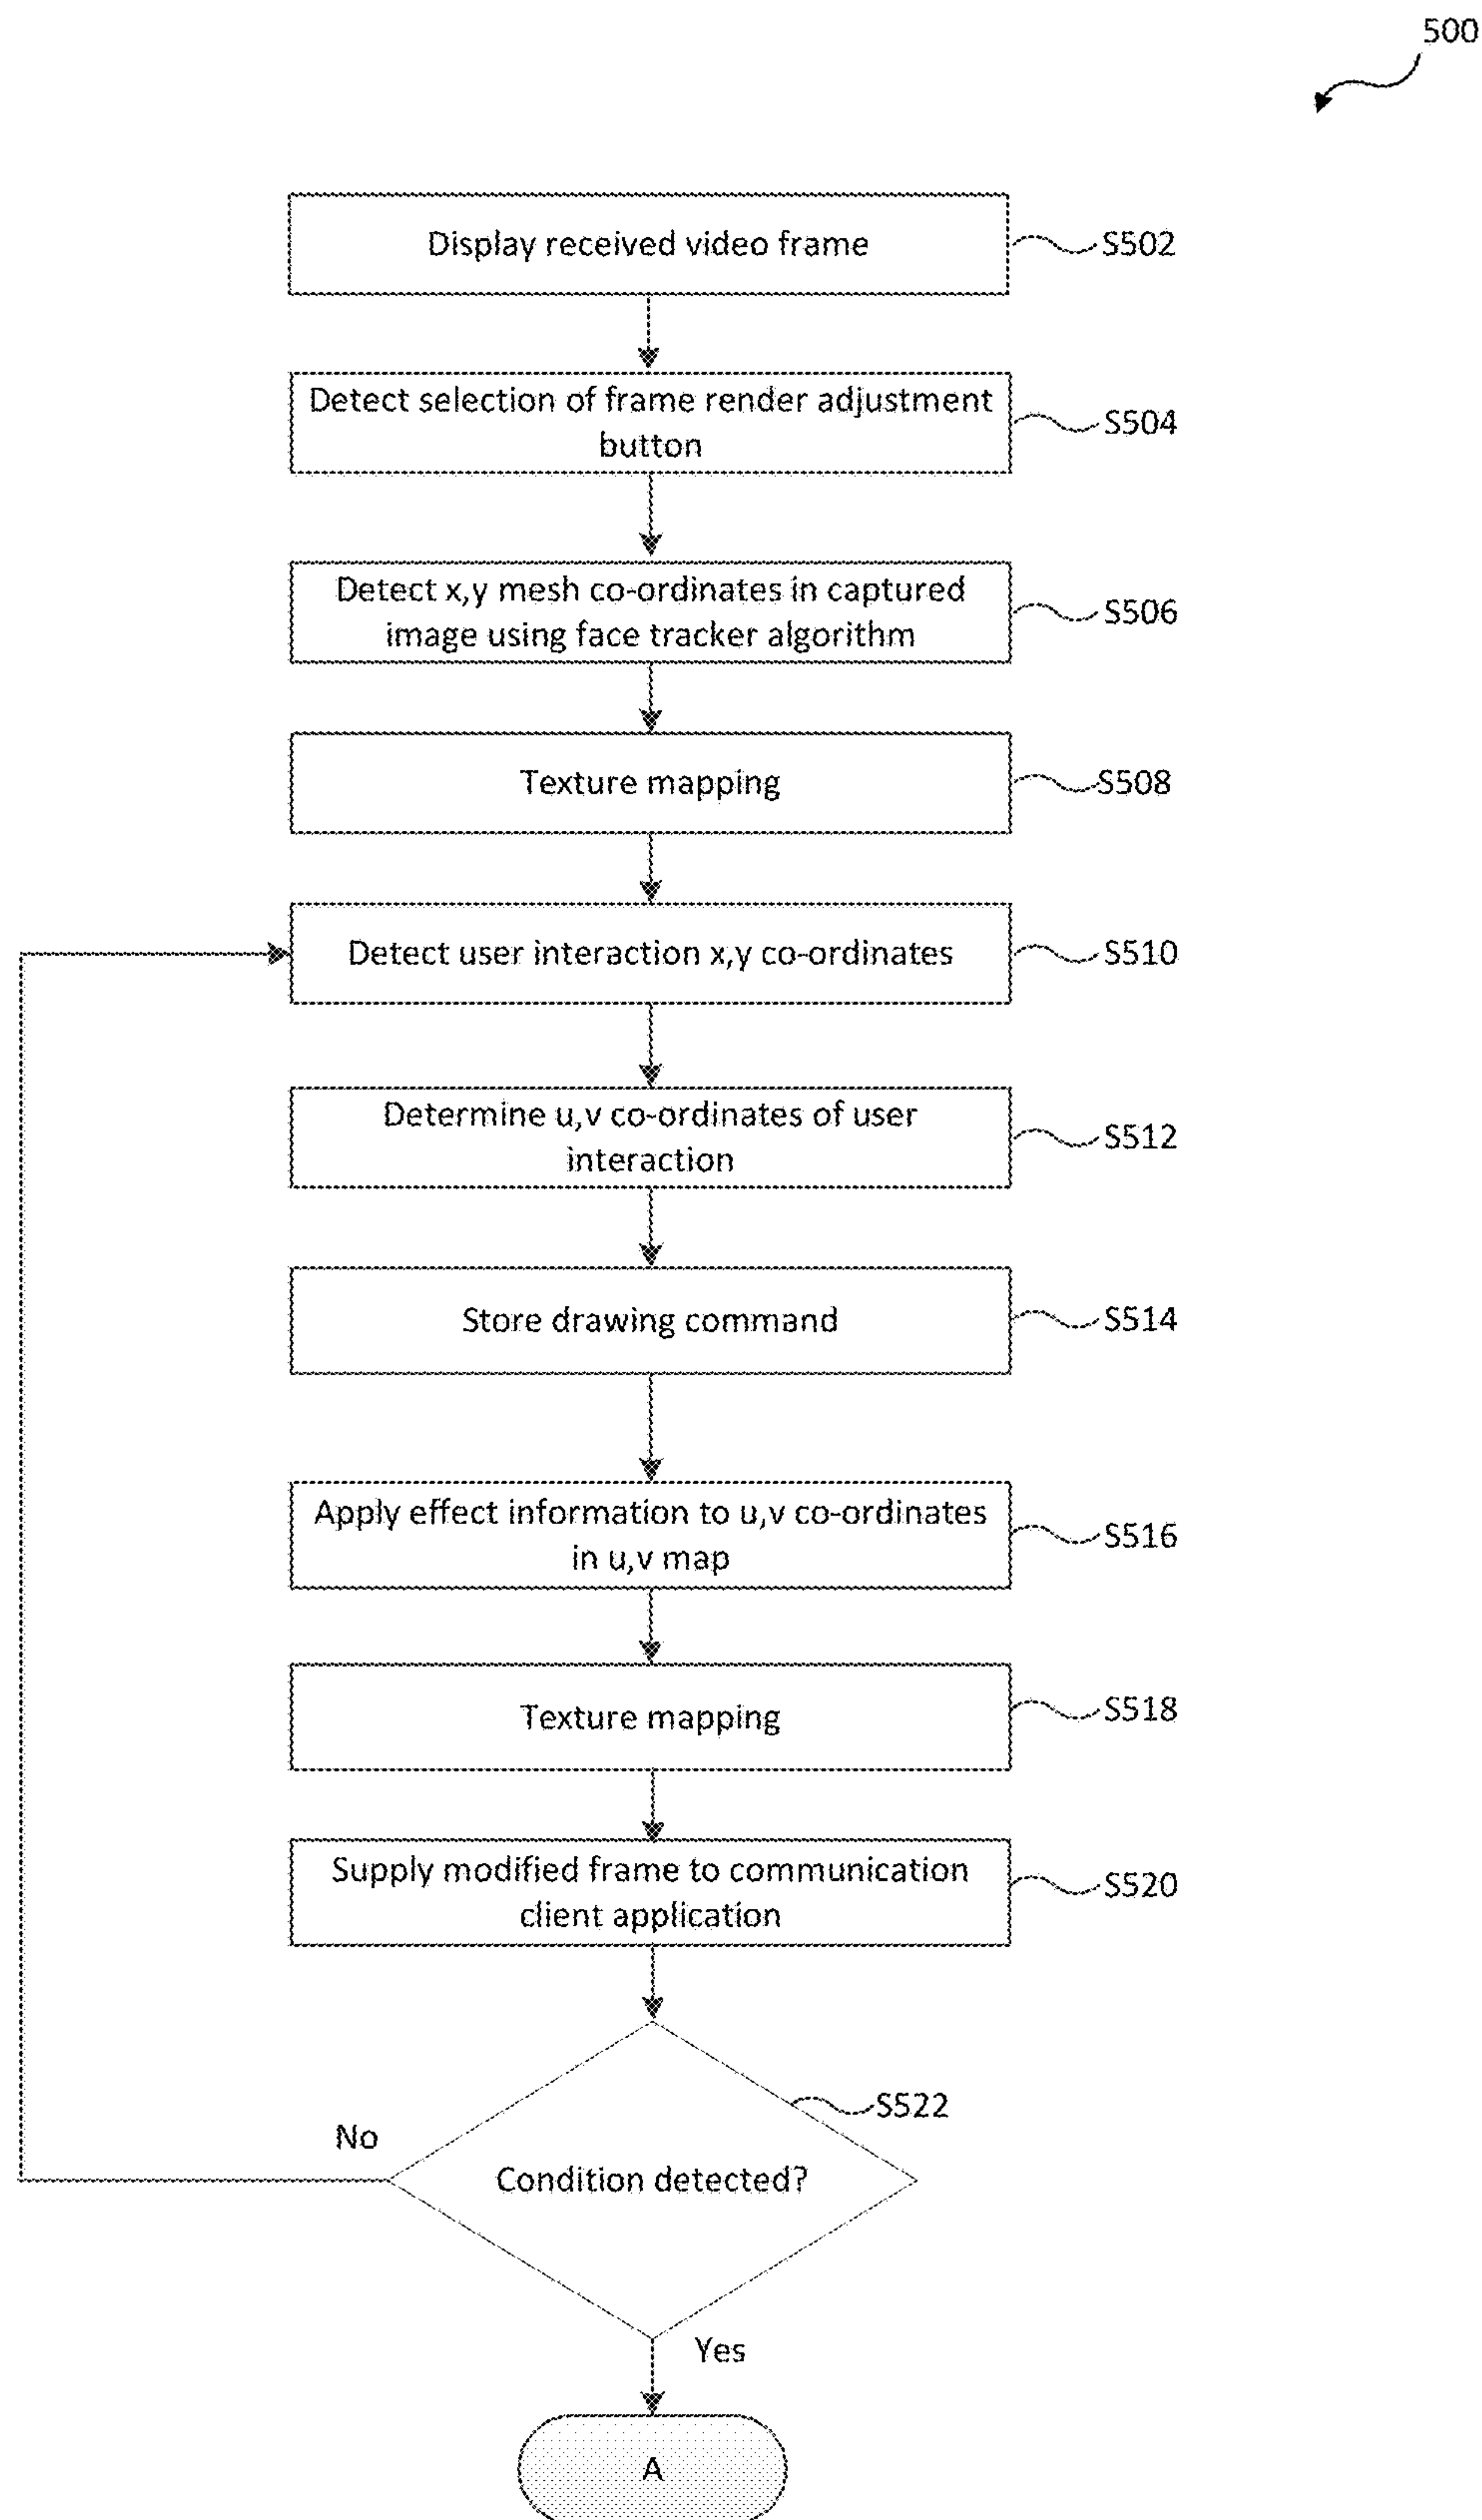 500
Display received video frame
S502
Detect selection of frame render adjustment
button
S504
Detect x,y mesh co-ordinates in captured
image using face tracker algorithm
S506
Texture mapping
S508
Detect user interaction x,y co-ordinates
S510
Determine u,v co-ordinates of user
interaction
S512
Store drawing command
S514
Apply effect information to u,v co-ordinates
in u,v map
S516
Texture mapping
S518
Supply modified frame to communication
client application
S520
S522
No
Condition detected?
Yes
A